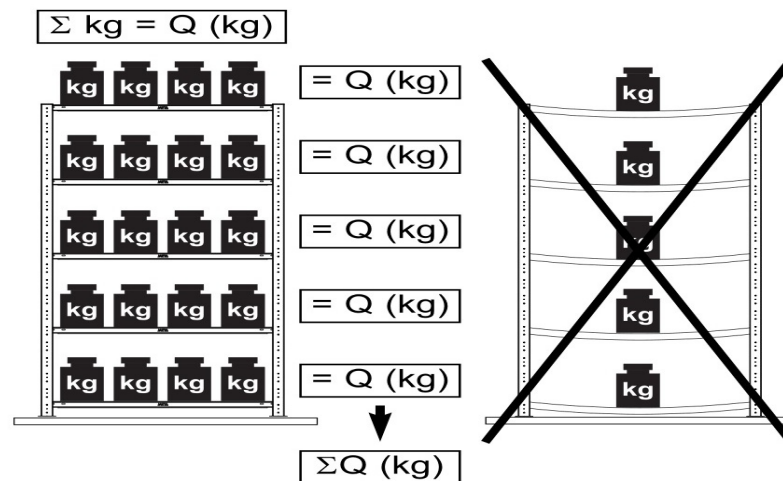 Σ kg = Q (kg)
kg kg kg kg = Q (kg) kg
kg kg kg kg = Q (kg) kg
kg kg kg kg = Q (kg) kg
kg kg kg kg = Q (kg) kg
kg kg kg kg = Q (kg) kg
ΣQ (kg)